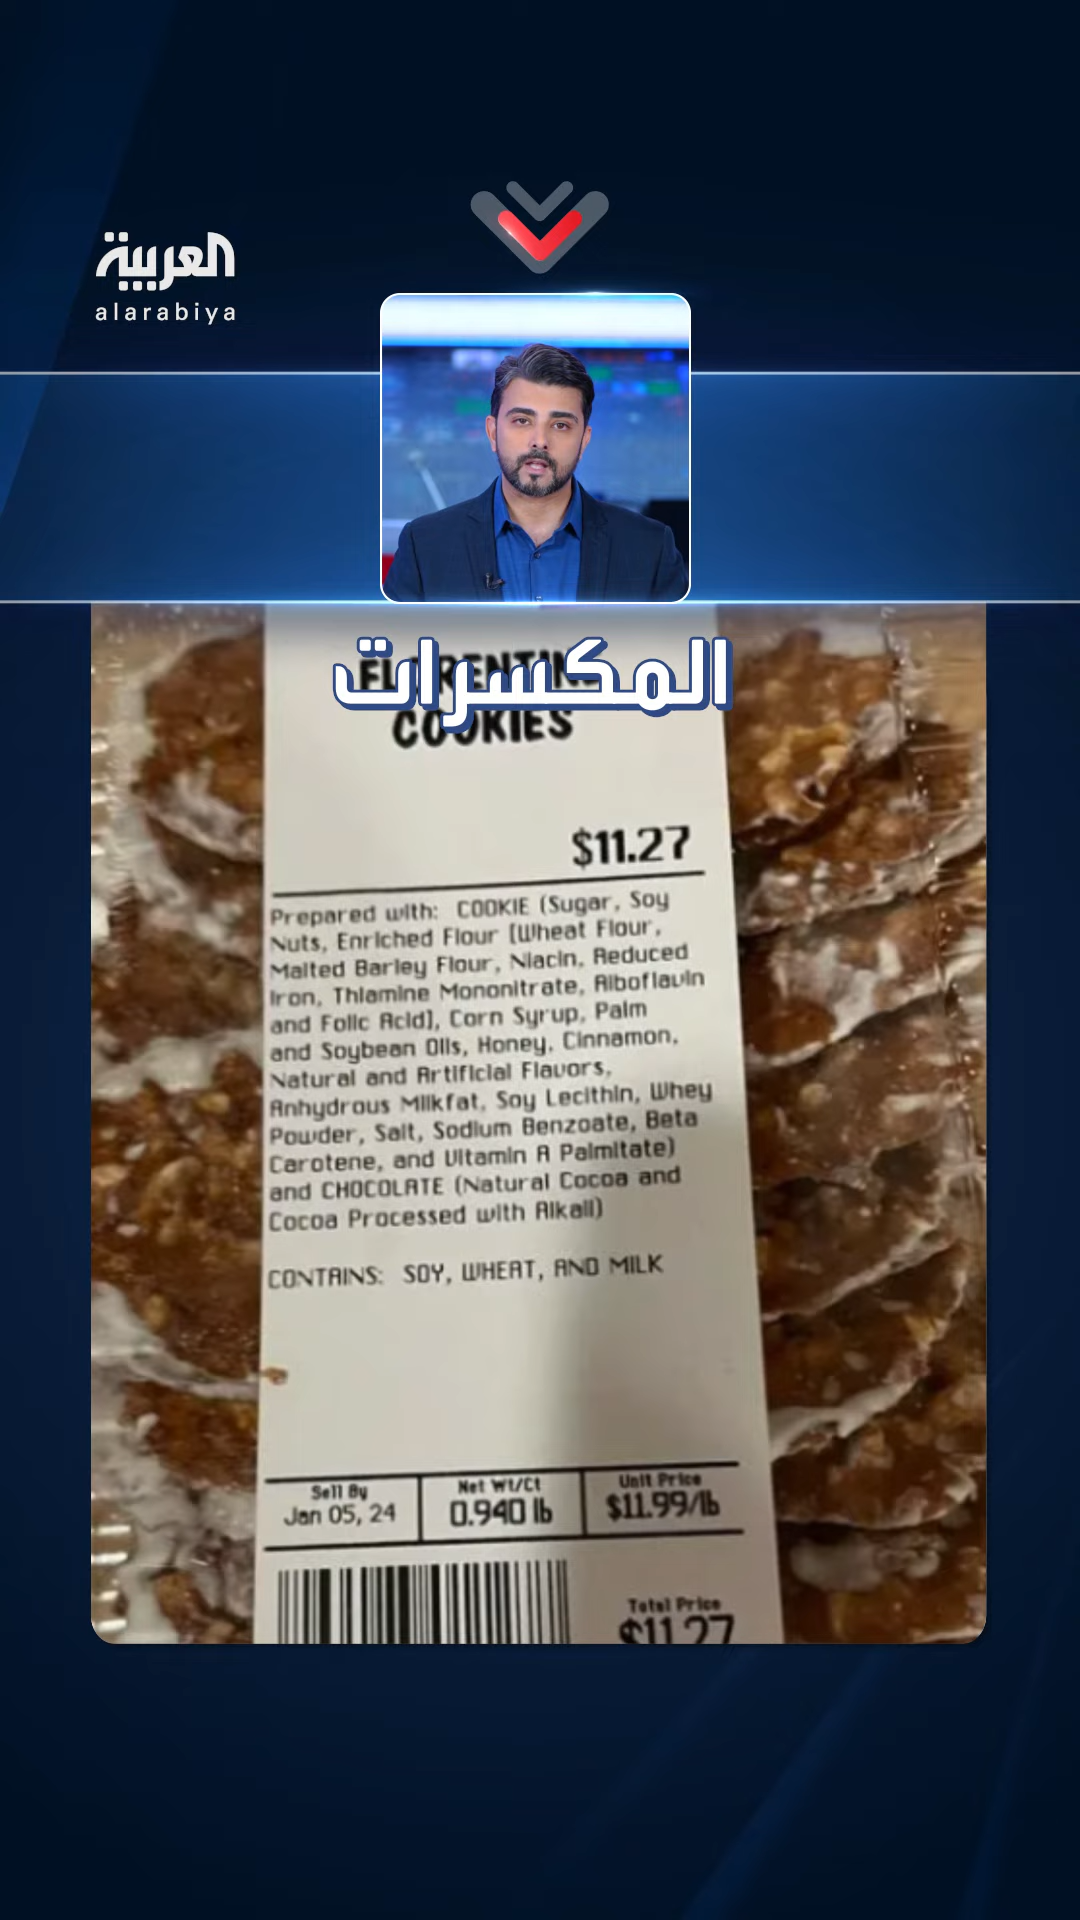 العربية
alarabiya
المكسرات
FLORENTINE
COOKIES
$11.27
Prepared with: COOKIE (Sugar, Soy
Nuts, Enriched Flour [Wheat Flour,
Malted Barley Flour, Niacin, Reduced
Iron, Thiamine Mononitrate, Riboflavin
and Folic Acid], Corn Syrup, Palm
and Soybean Oils, Honey, Cinnamon,
Natural and Artificial Flavors,
Anhydrous Milkfat, Soy Lecithin, Whey
Powder, Salt, Sodium Benzoate, Beta
Carotene, and Vitamin A Palmitate)
and CHOCOLATE (Natural Cocoa and
Cocoa Processed with Alkali)
CONTAINS: SOY, WHEAT, AND MILK
Sell By Net Wt/Ct Unit Price
Jan 05, 24 0.940 lb $11.99/lb
Total Price
$11.27